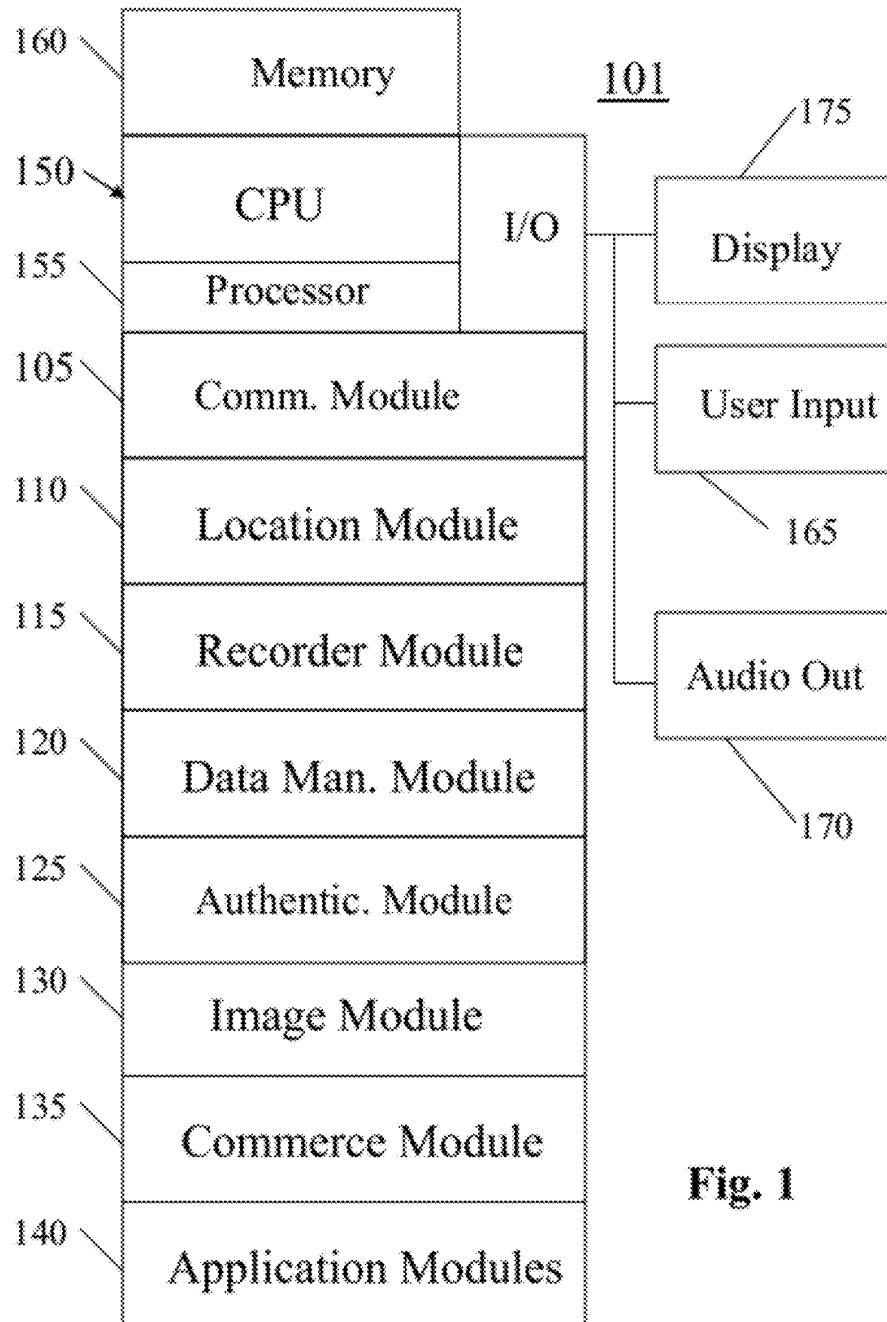 160
Memory
101
175
150
CPU
I/O
Display
155
Processor
105
Comm. Module
User Input
110
Location Module
165
115
Recorder Module
Audio Out
120
Data Man. Module
170
125
Authentic. Module
130
Image Module
135
Commerce Module
Fig. 1
140
Application Modules